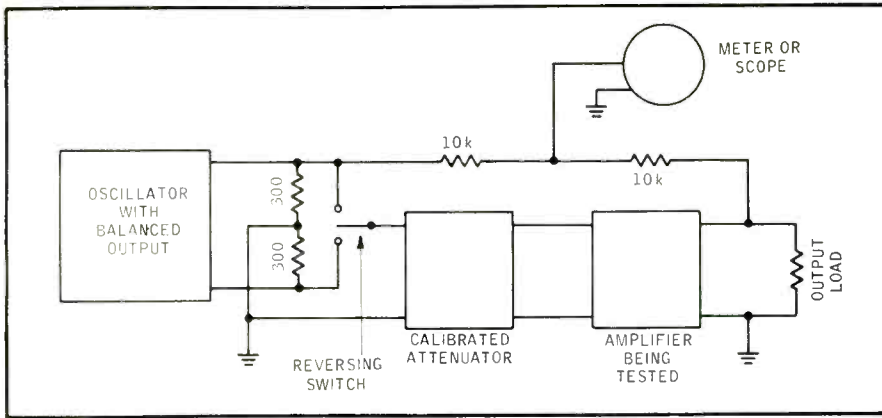 METER OR
SCOPE
10k
10k
OSCILLATOR
WITH
BALANCED
OUTPUT
300
300
OUTPUT
LOAD
REVERSING
SWITCH
CALIBRATED
ATTENUATOR
AMPLIFIER
BEING
TESTED